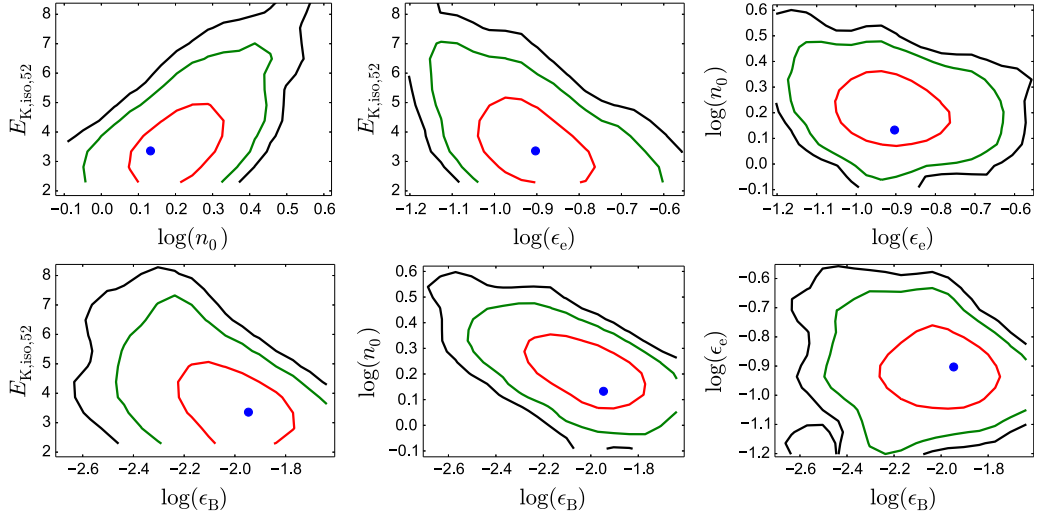 8
7
6
5
4
3
2
E_K,iso,52
−0.1 0.0 0.1 0.2 0.3 0.4 0.5 0.6
log(n_0)
8
7
6
5
4
3
2
E_K,iso,52
−1.2 −1.1 −1.0 −0.9 −0.8 −0.7 −0.6
log(ϵ_e)
0.6
0.5
0.4
0.3
0.2
0.1
0.0
−0.1
log(n_0)
−1.2 −1.1 −1.0 −0.9 −0.8 −0.7 −0.6
log(ϵ_e)
8
7
6
5
4
3
2
E_K,iso,52
−2.6 −2.4 −2.2 −2.0 −1.8
log(ϵ_B)
0.6
0.5
0.4
0.3
0.2
0.1
0.0
−0.1
log(n_0)
−2.6 −2.4 −2.2 −2.0 −1.8
log(ϵ_B)
−0.6
−0.7
−0.8
−0.9
−1.0
−1.1
−1.2
log(ϵ_e)
−2.6 −2.4 −2.2 −2.0 −1.8
log(ϵ_B)